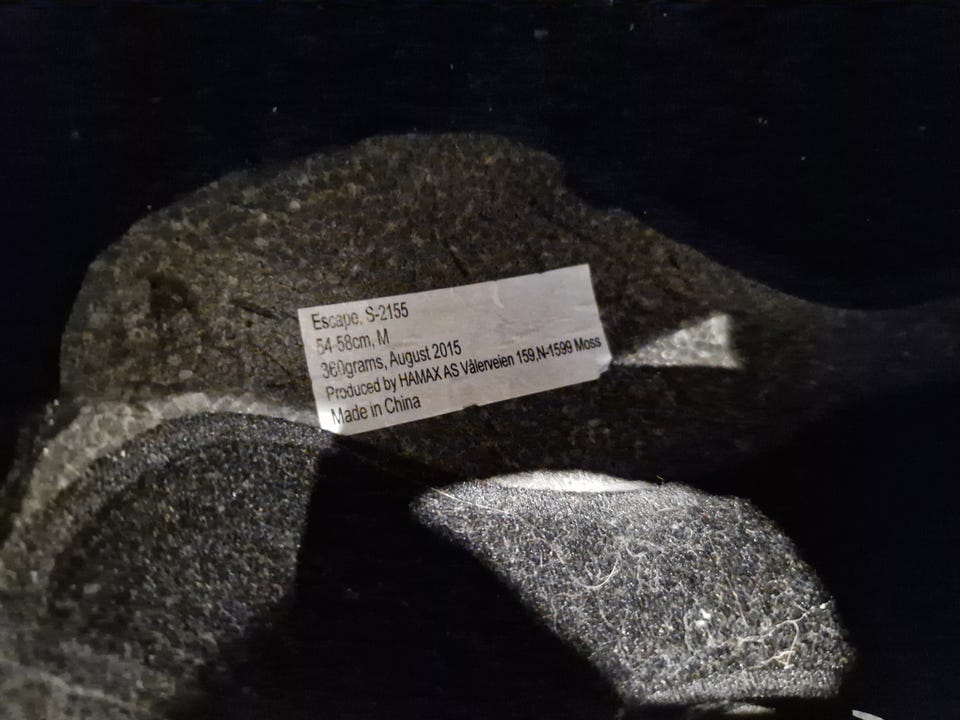 Escape, S-2155
54-58cm, M
360grams, August 2015
Produced by HAMAX AS Vålerveien 159,N-1599 Moss
Made in China